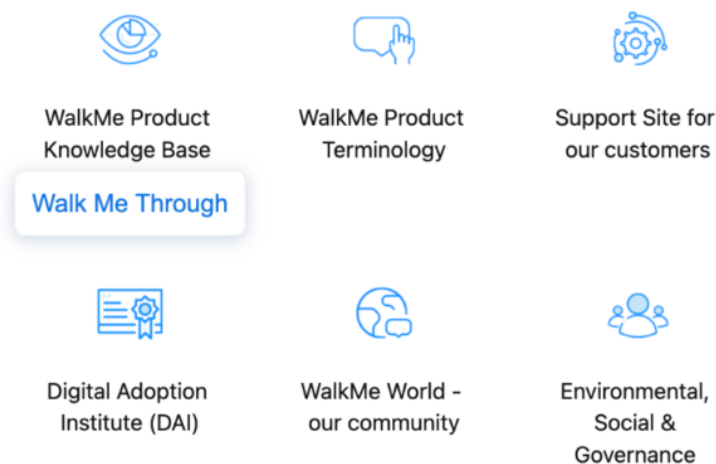 WalkMe Product
Knowledge Base
WalkMe Product
Terminology
Support Site for
our customers
Walk Me Through
Digital Adoption
Institute (DAI)
WalkMe World -
our community
Environmental,
Social &
Governance